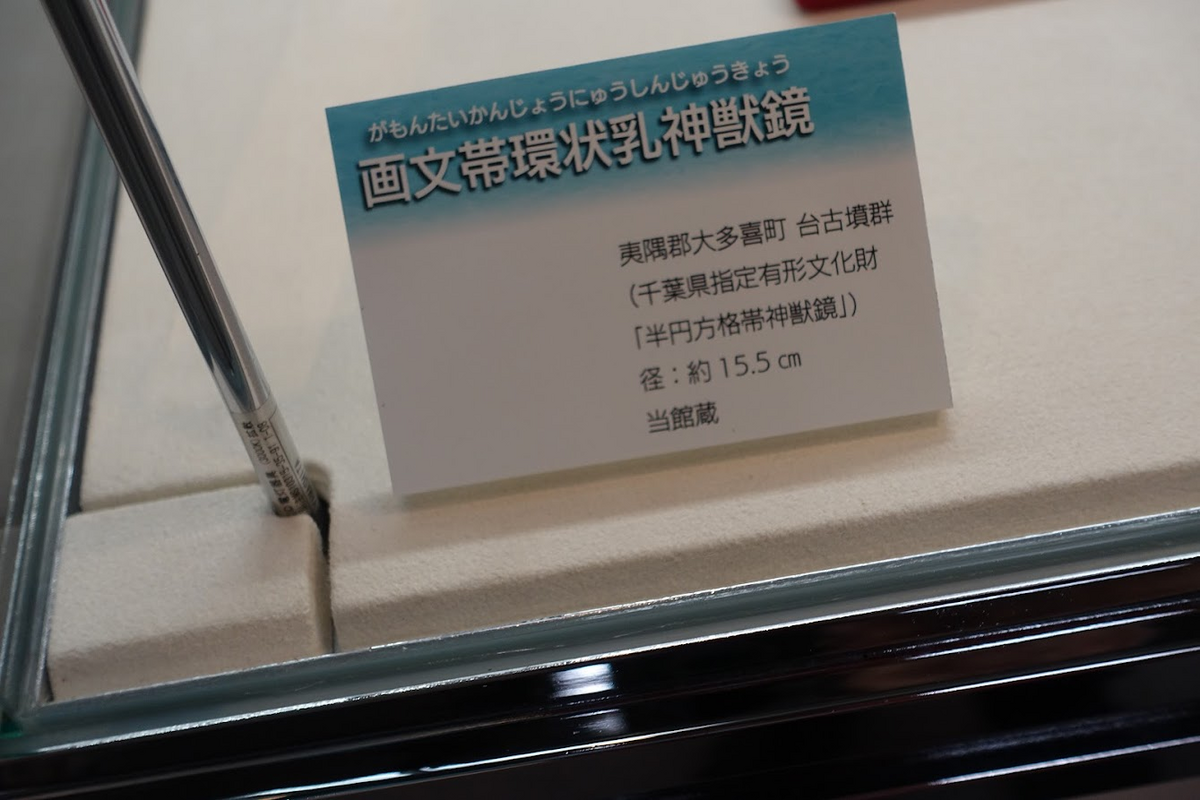 がもんたいかんじょうにゅうしんじゅうきょう
画文帯環状乳神獣鏡
夷隅郡大多喜町 台古墳群
(千葉県指定有形文化財
「半円方格帯神獣鏡」)
径：約 15.5 ㎝
当館蔵